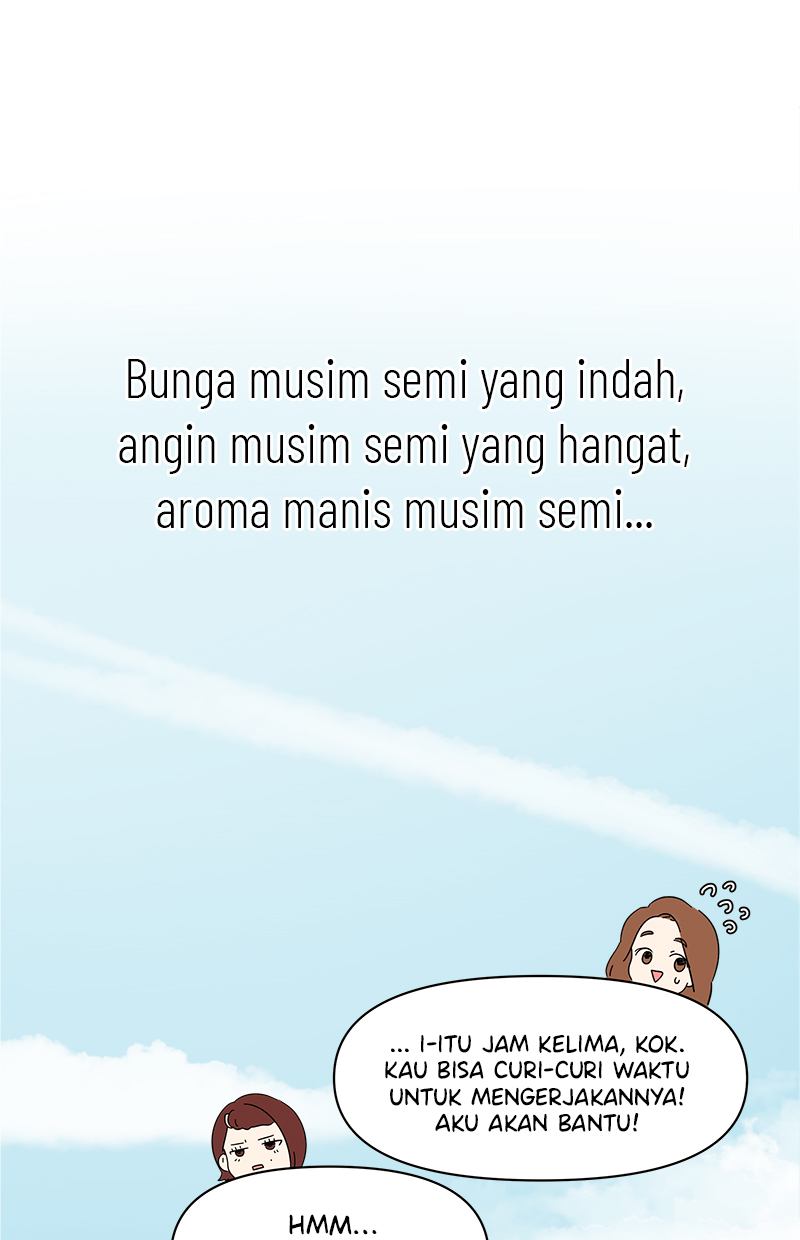 Bunga musim semi yang indah,
angin musim semi yang hangat,
aroma manis musim semi...
... I-ITU JAM KELIMA, KOK.
KAU BISA CURI-CURI WAKTU
UNTUK MENGERJAKANNYA!
AKU AKAN BANTU!
HMM...